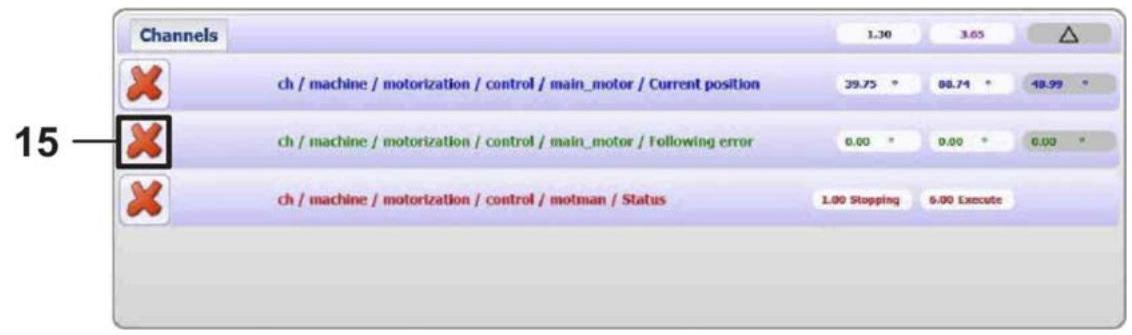 Channels 1.30 3.65 △
ch / machine / motorization / control / main_motor / Current position 39.75 ° 88.74 ° 48.99 °
15 ch / machine / motorization / control / main_motor / Following error 0.00 ° 0.00 ° 0.00 °
ch / machine / motorization / control / motman / Status 1.00 Stopping 6.00 Execute